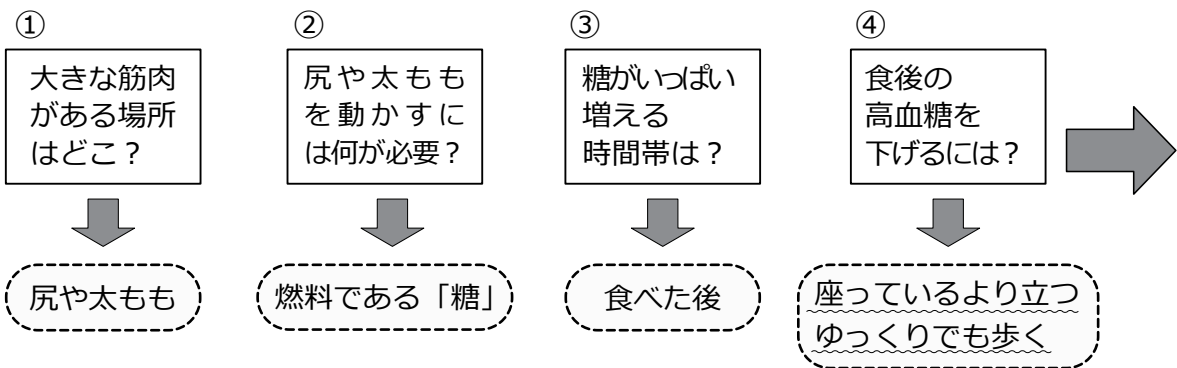 ①
大きな筋肉
がある場所
はどこ？
尻や太もも
②
尻や太もも
を動かすに
は何が必要？
燃料である「糖」
③
糖がいっぱい
増える
時間帯は？
食べた後
④
食後の
高血糖を
下げるには？
座っているより立つ
ゆっくりでも歩く